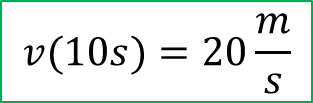 v(10s) = 20 m/s